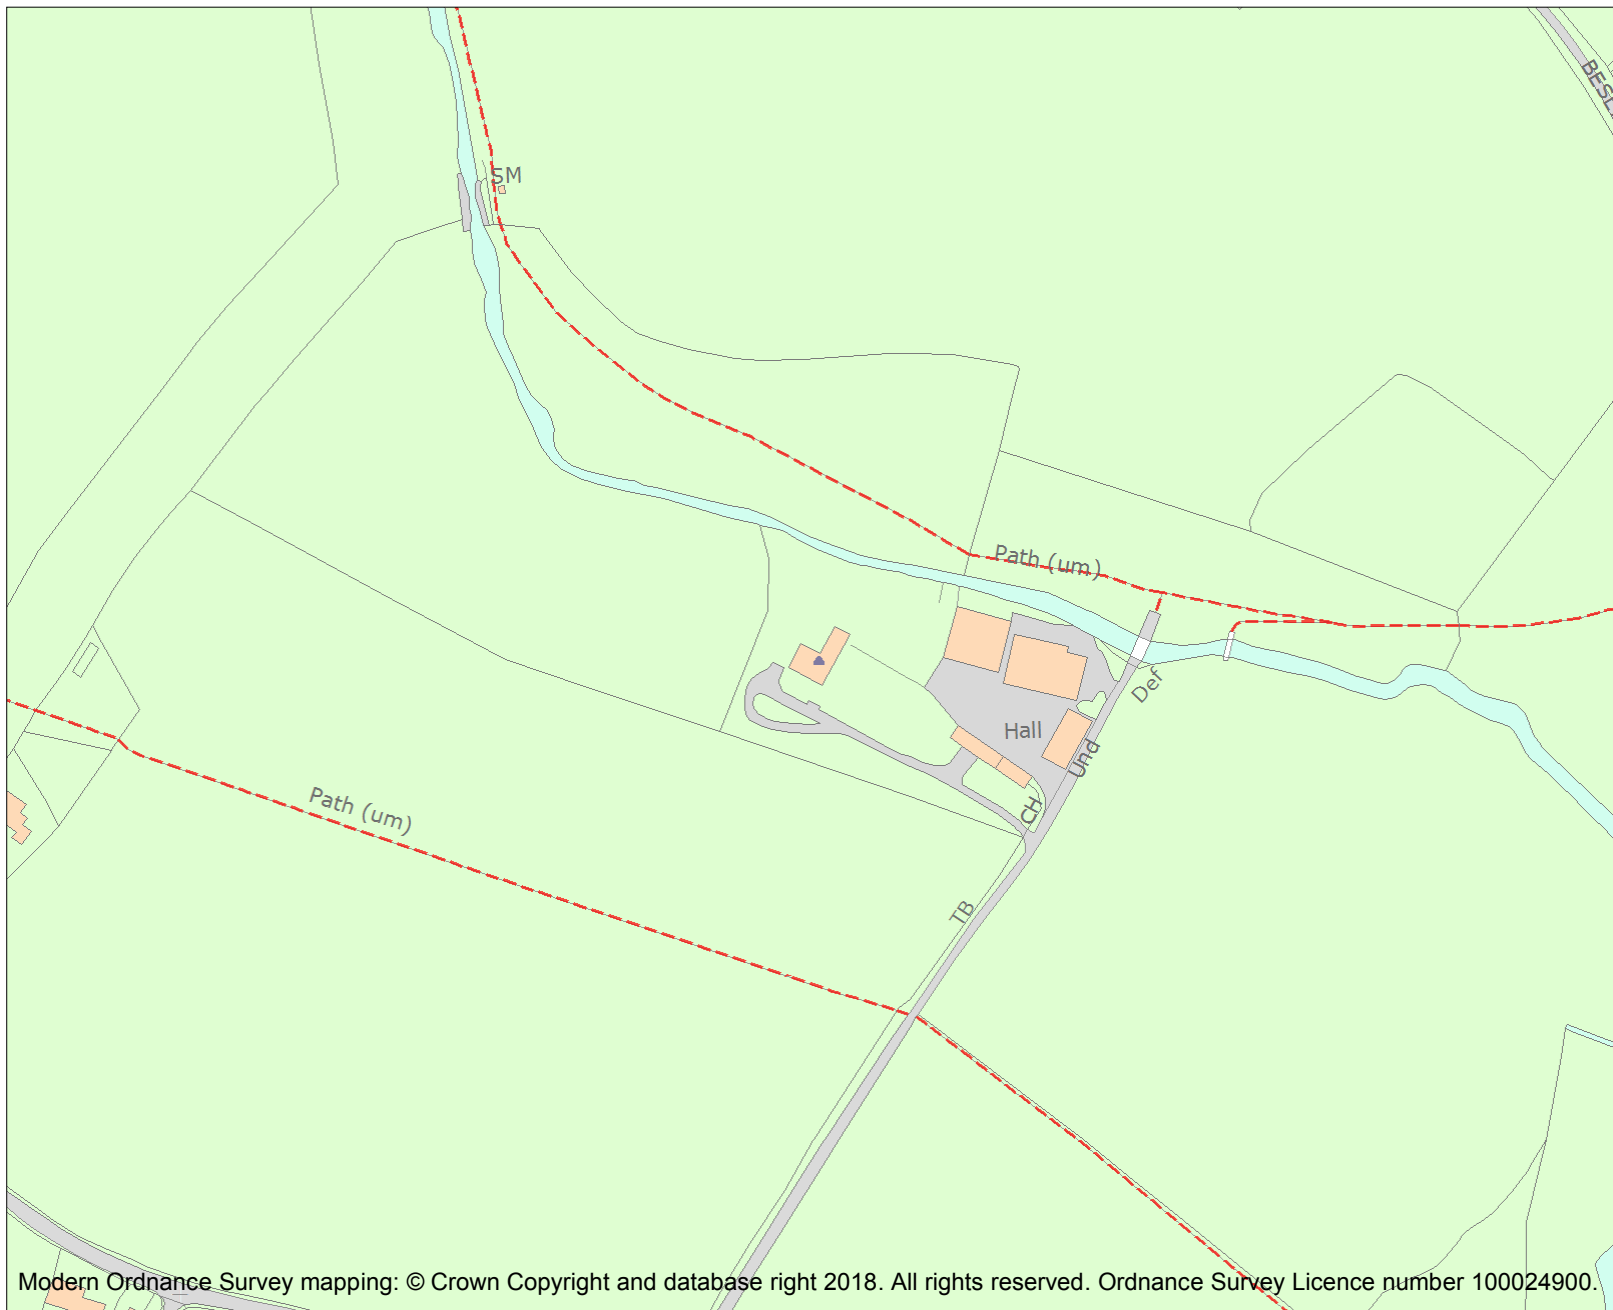 BESL
SM
Path (um)
Def
Hall
Und
Path (um)
CH
TB
Modern Ordnance Survey mapping: © Crown Copyright and database right 2018. All rights reserved. Ordnance Survey Licence number 100024900.